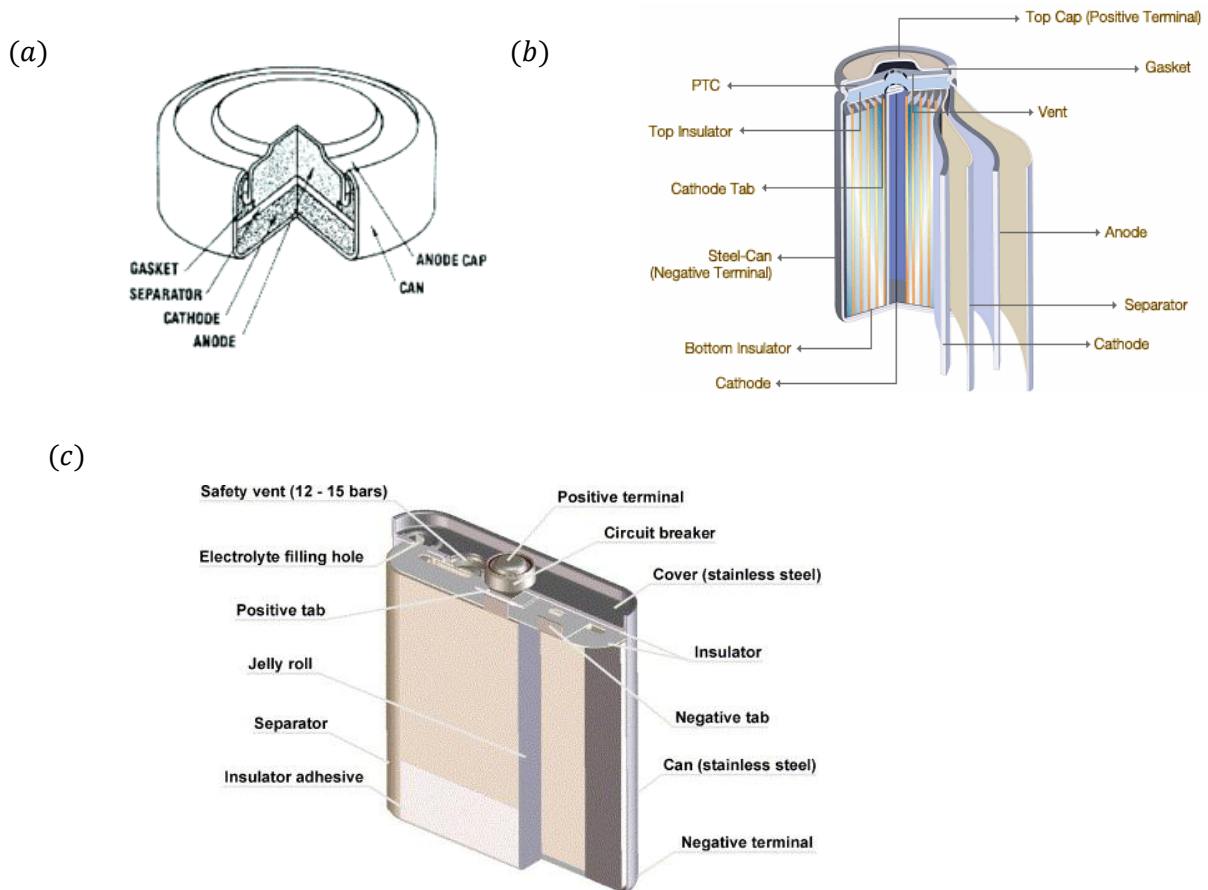 (a)
GASKET
SEPARATOR
CATHODE
ANODE
ANODE CAP
CAN
(b)
Top Cap (Positive Terminal)
Gasket
PTC
Vent
Top Insulator
Cathode Tab
Anode
Steel-Can
(Negative Terminal)
Separator
Bottom Insulator
Cathode
Cathode
(c)
Safety vent (12 - 15 bars)
Positive terminal
Circuit breaker
Electrolyte filling hole
Cover (stainless steel)
Positive tab
Insulator
Jelly roll
Negative tab
Separator
Can (stainless steel)
Insulator adhesive
Negative terminal